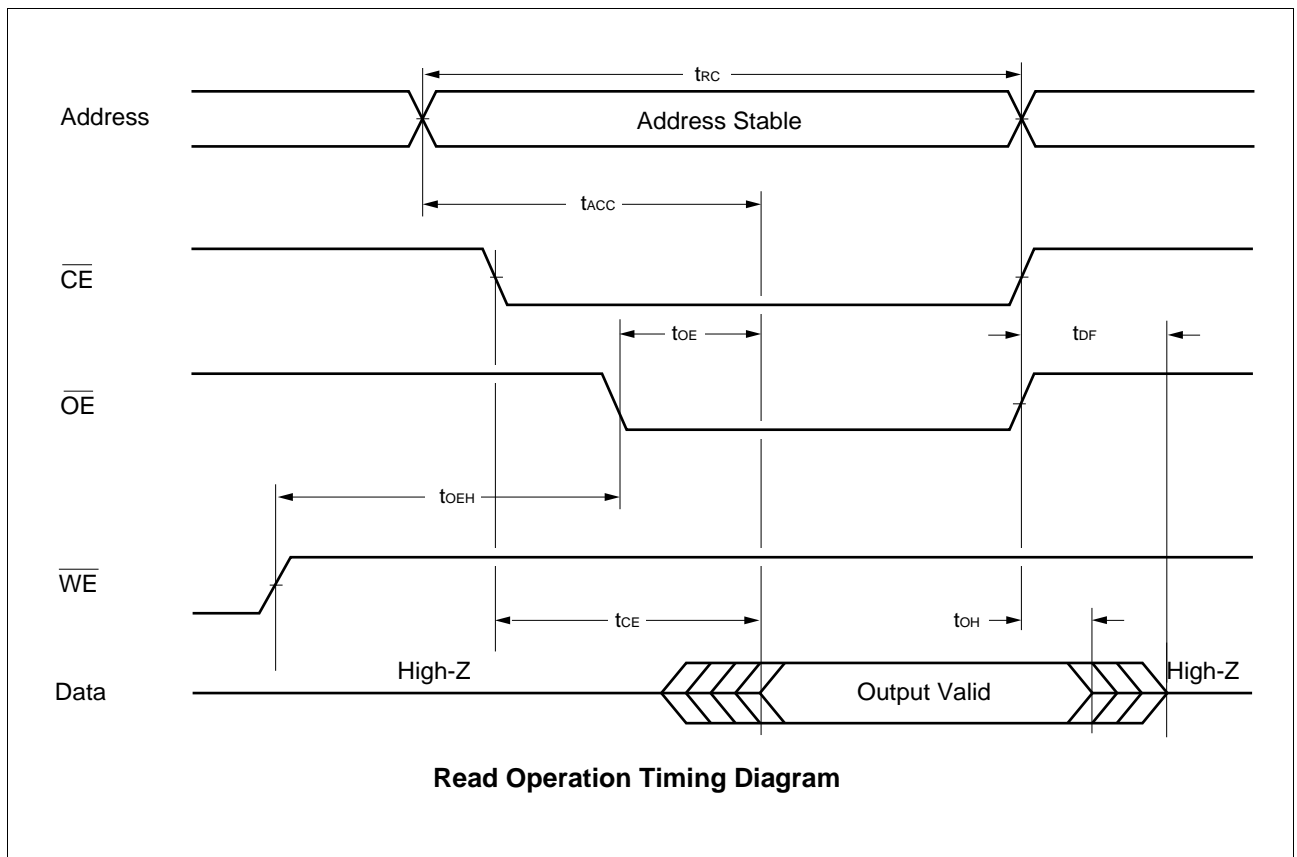 tRC
Address
Address Stable
tACC
CE
tOE
tDF
OE
tOEH
WE
tCE
tOH
High-Z
High-Z
Data
Output Valid
Read Operation Timing Diagram